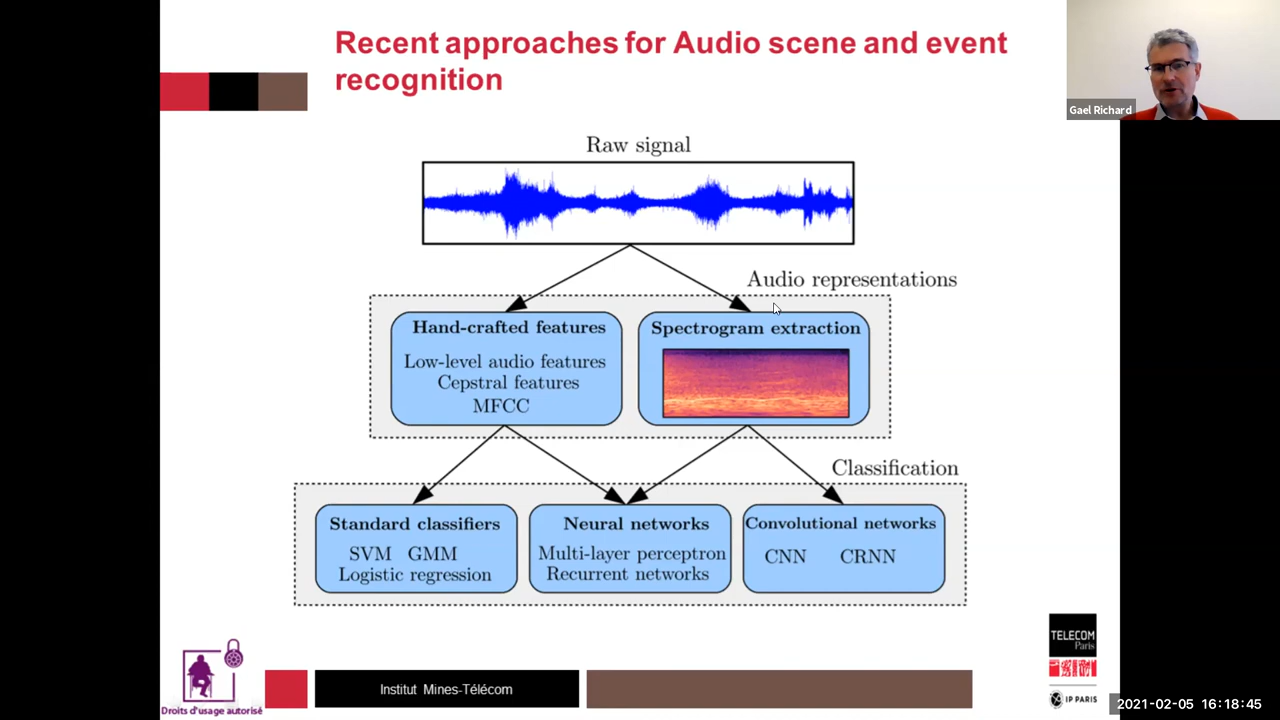 Recent approaches for Audio scene and event
recognition
Gael Richard
Raw signal
Audio representations
Hand-crafted features
Low-level audio features
Cepstral features
MFCC
Spectrogram extraction
Classification
Standard classifiers
SVM GMM
Logistic regression
Neural networks
Multi-layer perceptron
Recurrent networks
Convolutional networks
CNN CRNN
Droits d'usage autorisé
Institut Mines-Télécom
TELECOM
Paris
IP PARIS
2021-02-05 16:18:45